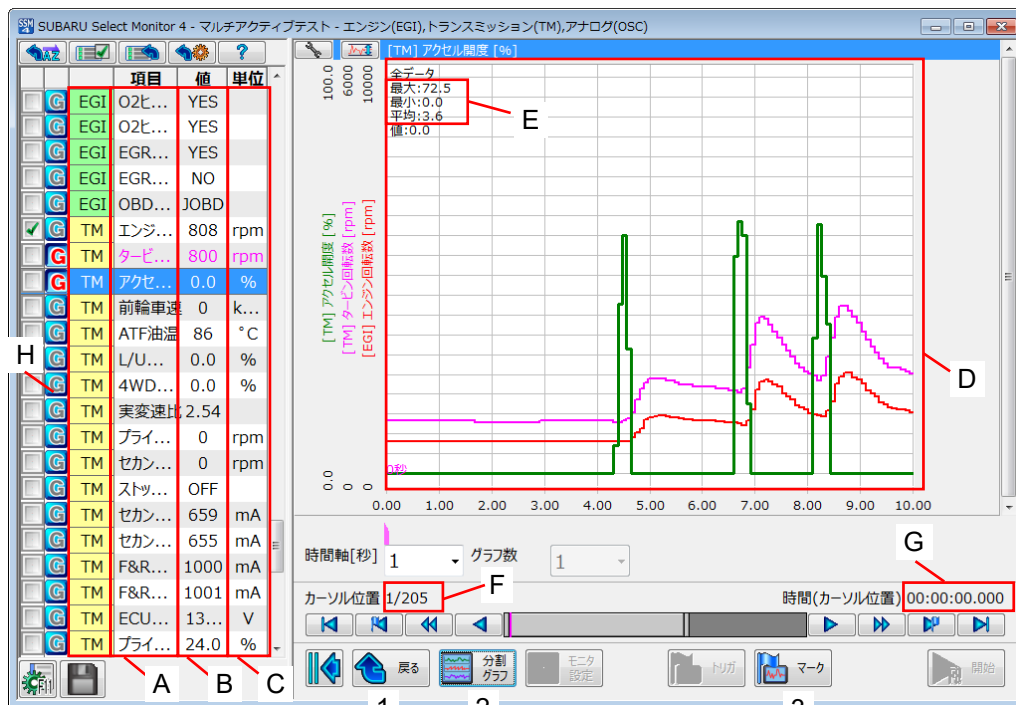 SUBARU Select Monitor 4 - マルチアクティブテスト - エンジン(EGI),トランスミッション(TM),アナログ(OSC)
AZ ?
[TM] アクセル開度 [%]
項目 値 単位
G EGI O2ヒ... YES
G EGI O2ヒ... YES
G EGI EGR... YES
G EGI EGR... NO
G EGI OBD... JOBD
G TM エンジ... 808 rpm
G TM タービ... 800 rpm
G TM アクセ... 0.0 %
G TM 前輪車速 0 k...
G TM ATF油温 86 °C
G TM L/U... 0.0 %
G TM 4WD... 0.0 %
G TM 実変速比 2.54
G TM プライ... 0 rpm
G TM セカン... 0 rpm
G TM ストッ... OFF
G TM セカン... 659 mA
G TM セカン... 655 mA
G TM F&R... 1000 mA
G TM F&R... 1001 mA
G TM ECU... 13... V
G TM プライ... 24.0 %
H
A B C
100.0
6000
10000
[TM] アクセル開度 [%]
[TM] タービン回転数 [rpm]
[EGI] エンジン回転数 [rpm]
0.0
0
0
全データ
最大:72.5
最小:0.0
平均:3.6
値:0.0
E
D
0秒
0.00 1.00 2.00 3.00 4.00 5.00 6.00 7.00 8.00 9.00 10.00
時間軸[秒] 1 グラフ数 1
F G
カーソル位置 1/205 時間(カーソル位置) 00:00:00.000
F11
戻る
分割
グラフ
モニタ
設定
トリガ
マーク
開始
1 2 3